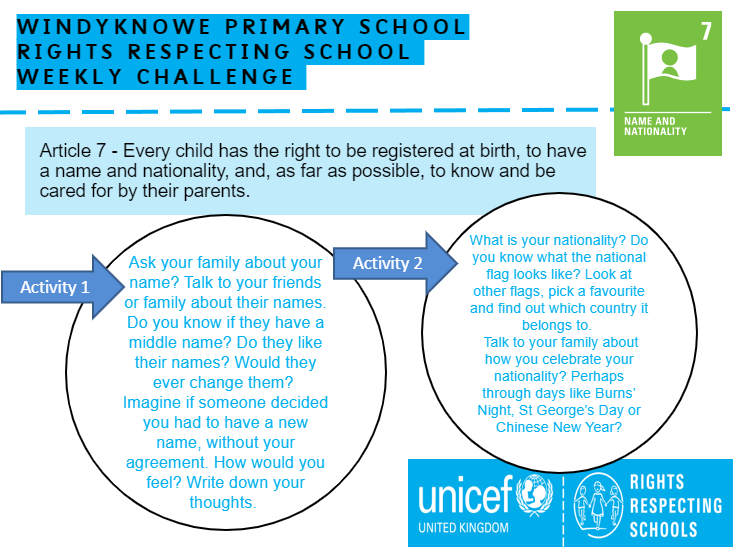 WINDYKNOWE PRIMARY SCHOOL
RIGHTS RESPECTING SCHOOL
WEEKLY CHALLENGE
7
NAME AND
NATIONALITY
Article 7 - Every child has the right to be registered at birth, to have
a name and nationality, and, as far as possible, to know and be
cared for by their parents.
Activity 1
Ask your family about your
name? Talk to your friends
or family about their names.
Do you know if they have a
middle name? Do they like
their names? Would they
ever change them?
Imagine if someone decided
you had to have a new
name, without your
agreement. How would you
feel? Write down your
thoughts.
Activity 2
What is your nationality? Do
you know what the national
flag looks like? Look at
other flags, pick a favourite
and find out which country it
belongs to.
Talk to your family about
how you celebrate your
nationality? Perhaps
through days like Burns’
Night, St George’s Day or
Chinese New Year?
unicef
UNITED KINGDOM
RIGHTS
RESPECTING
SCHOOLS